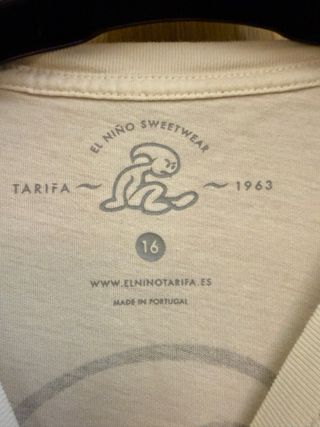 EL NIÑO SWEETWEAR
TARIFA ~ ~ 1963
16
WWW.ELNINOTARIFA.ES
MADE IN PORTUGAL